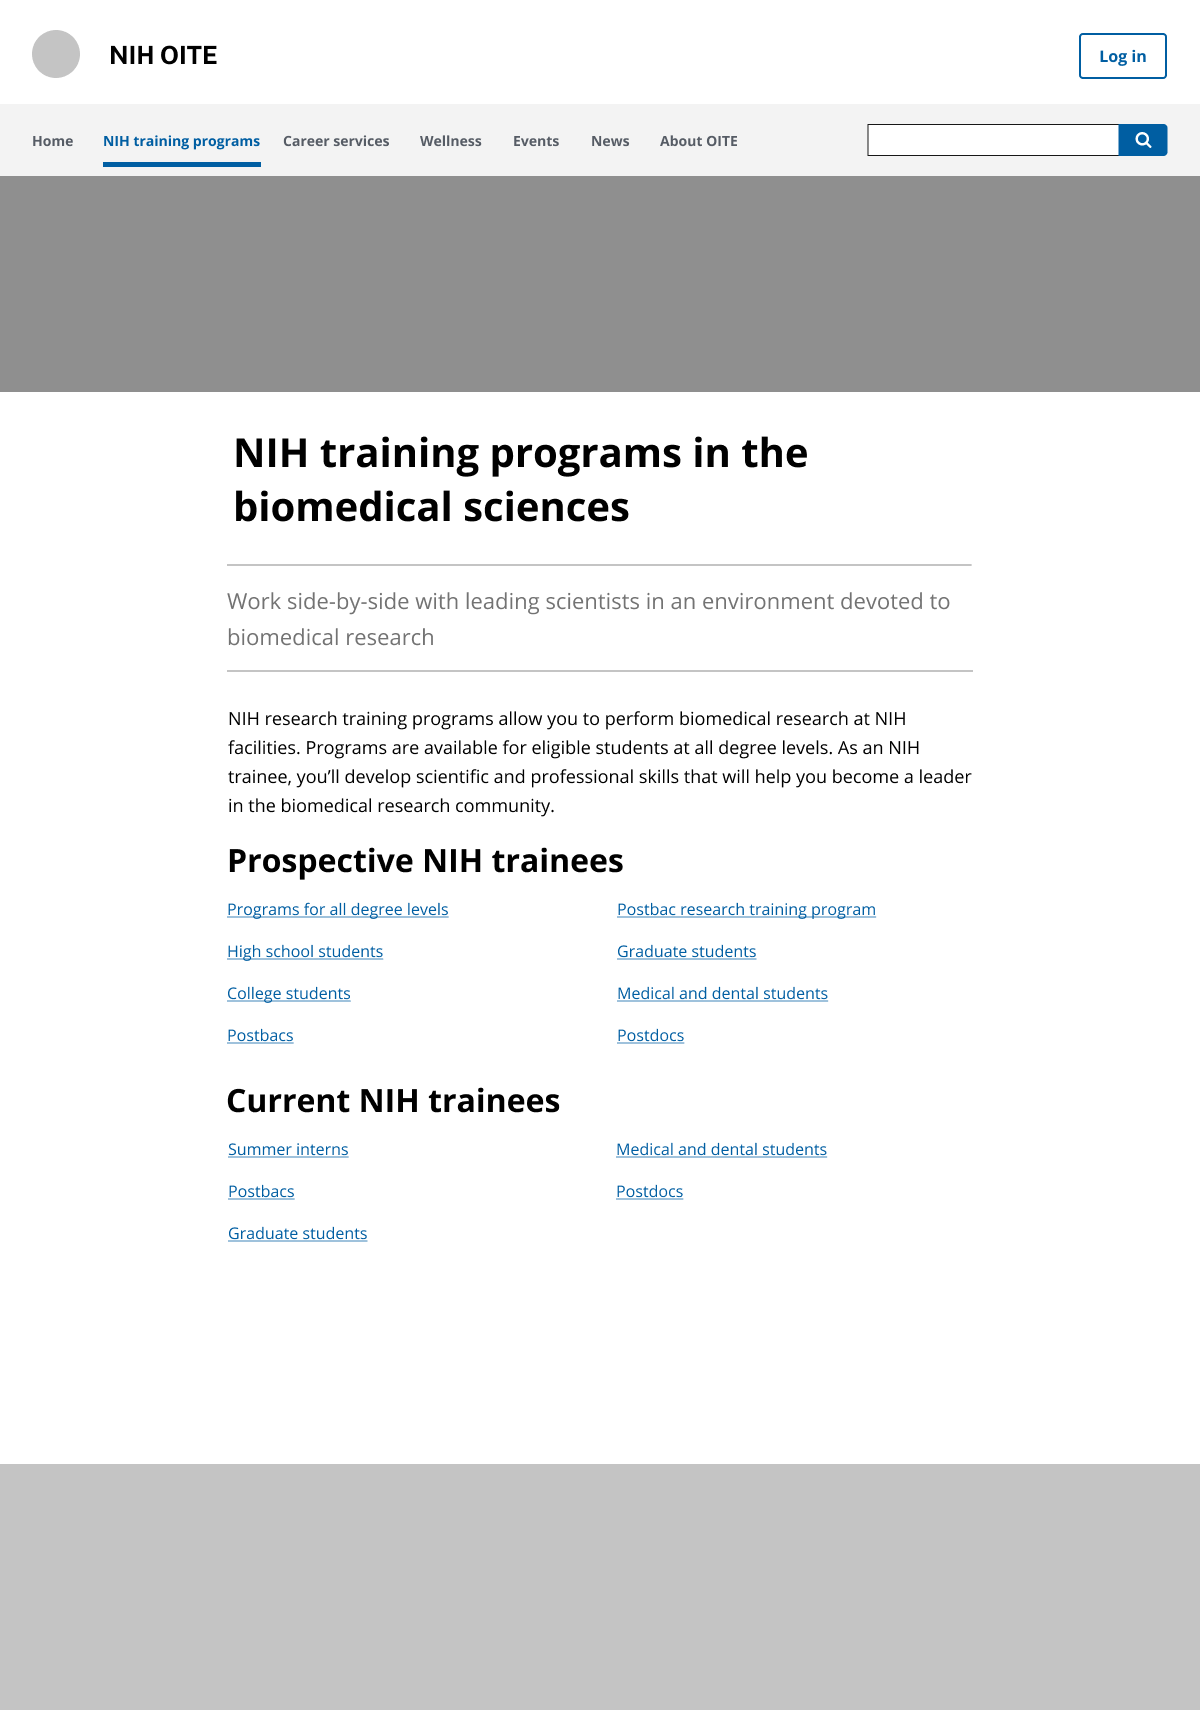 NIH OITE
Log in
Home NIH training programs Career services Wellness Events News About OITE
NIH training programs in the
biomedical sciences
Work side-by-side with leading scientists in an environment devoted to
biomedical research
NIH research training programs allow you to perform biomedical research at NIH
facilities. Programs are available for eligible students at all degree levels. As an NIH
trainee, you’ll develop scientific and professional skills that will help you become a leader
in the biomedical research community.
Prospective NIH trainees
Programs for all degree levels
High school students
College students
Postbacs
Postbac research training program
Graduate students
Medical and dental students
Postdocs
Current NIH trainees
Summer interns
Postbacs
Graduate students
Medical and dental students
Postdocs